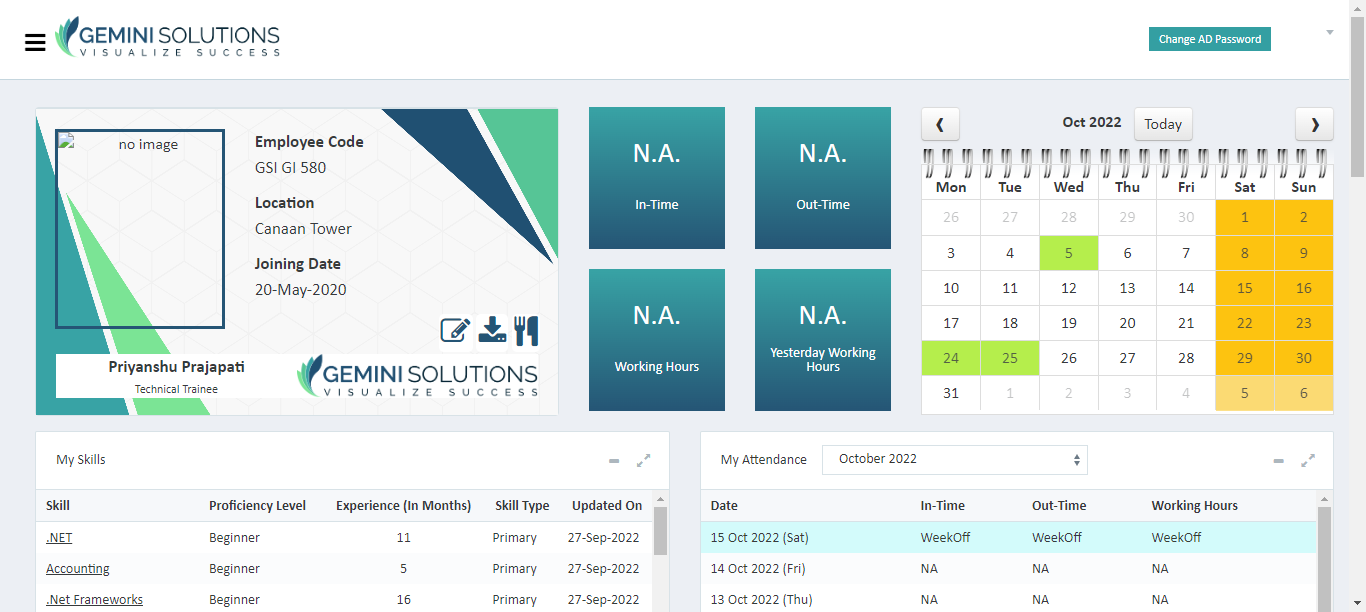 GEMINI SOLUTIONS
VISUALIZE SUCCESS
Change AD Password
no image
Employee Code
GSI GI 580
Location
Canaan Tower
Joining Date
20-May-2020
Priyanshu Prajapati
Technical Trainee
GEMINI SOLUTIONS
VISUALIZE SUCCESS
N.A.
In-Time
N.A.
Out-Time
N.A.
Working Hours
N.A.
Yesterday Working
Hours
Oct 2022 Today
Mon Tue Wed Thu Fri Sat Sun
26 27 28 29 30 1 2
3 4 5 6 7 8 9
10 11 12 13 14 15 16
17 18 19 20 21 22 23
24 25 26 27 28 29 30
31 1 2 3 4 5 6
My Skills
Skill Proficiency Level Experience (In Months) Skill Type Updated On
.NET Beginner 11 Primary 27-Sep-2022
Accounting Beginner 5 Primary 27-Sep-2022
.Net Frameworks Beginner 16 Primary 27-Sep-2022
My Attendance October 2022
Date In-Time Out-Time Working Hours
15 Oct 2022 (Sat) WeekOff WeekOff WeekOff
14 Oct 2022 (Fri) NA NA NA
13 Oct 2022 (Thu) NA NA NA